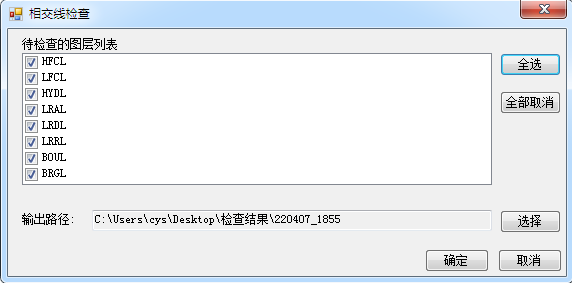 相交线检查
待检查的图层列表
HFCL
LFCL
HYDL
LRAL
LRDL
LRRL
BOUL
BRGL
全选
全部取消
输出路径: C:\Users\cys\Desktop\检查结果\220407_1855 选择
确定 取消